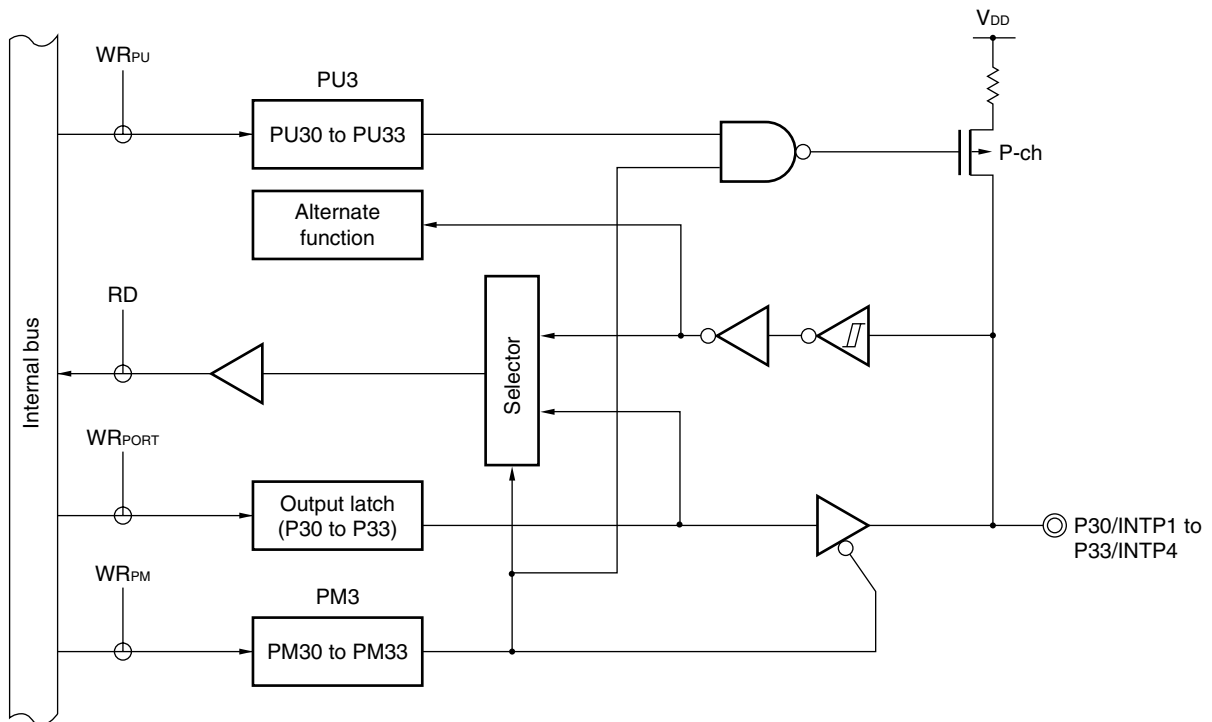 VDD
WRPU
PU3
PU30 to PU33
P-ch
Alternate
function
RD
Internal bus
Selector
WRPORT
Output latch
(P30 to P33)
P30/INTP1 to
P33/INTP4
WRPM
PM3
PM30 to PM33